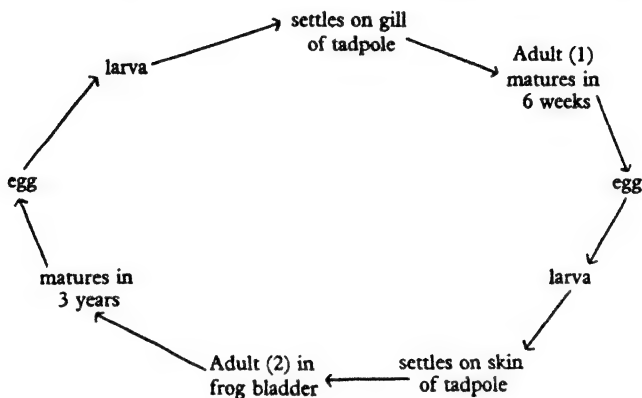 settles on gill
of tadpole
Adult (1)
matures in
6 weeks
egg
larva
settles on skin
of tadpole
Adult (2) in
frog bladder
matures in
3 years
egg
larva